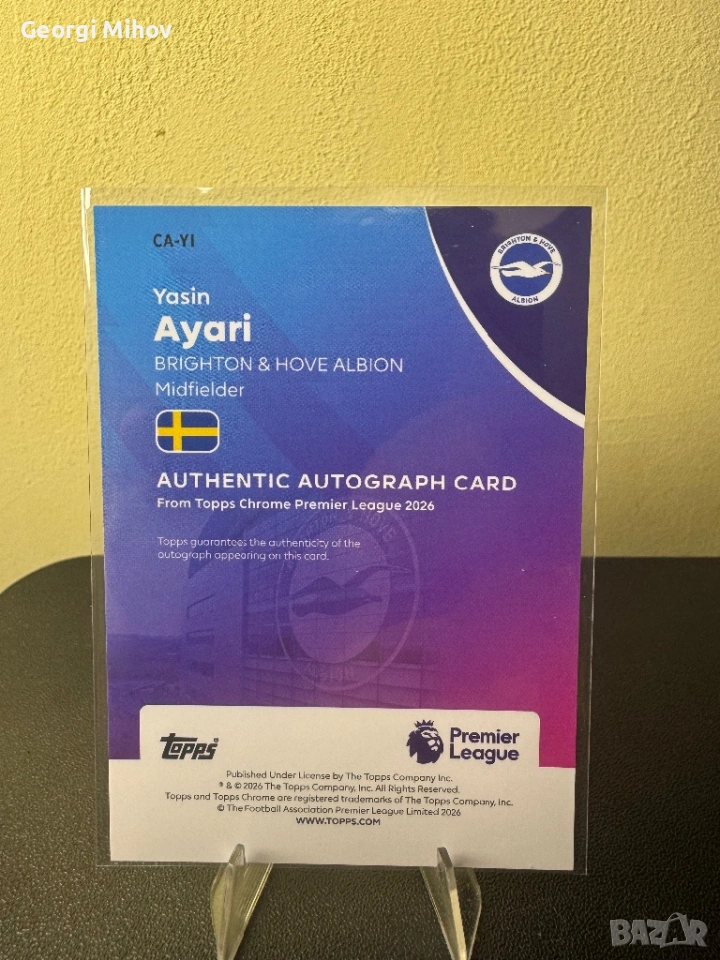 Georgi Mihov
CA-YI
BRIGHTON & HOVE
ALBION
Yasin
Ayari
BRIGHTON & HOVE ALBION
Midfielder
AUTHENTIC AUTOGRAPH CARD
From Topps Chrome Premier League 2026
Topps guarantees the authenticity of the
autograph appearing on this card.
TOPPS®
Premier
League
Published Under License by The Topps Company Inc.
® & © 2026 The Topps Company, Inc. All Rights Reserved.
Topps and Topps Chrome are registered trademarks of The Topps Company, Inc.
© The Football Association Premier League Limited 2026
WWW.TOPPS.COM
BAZAR